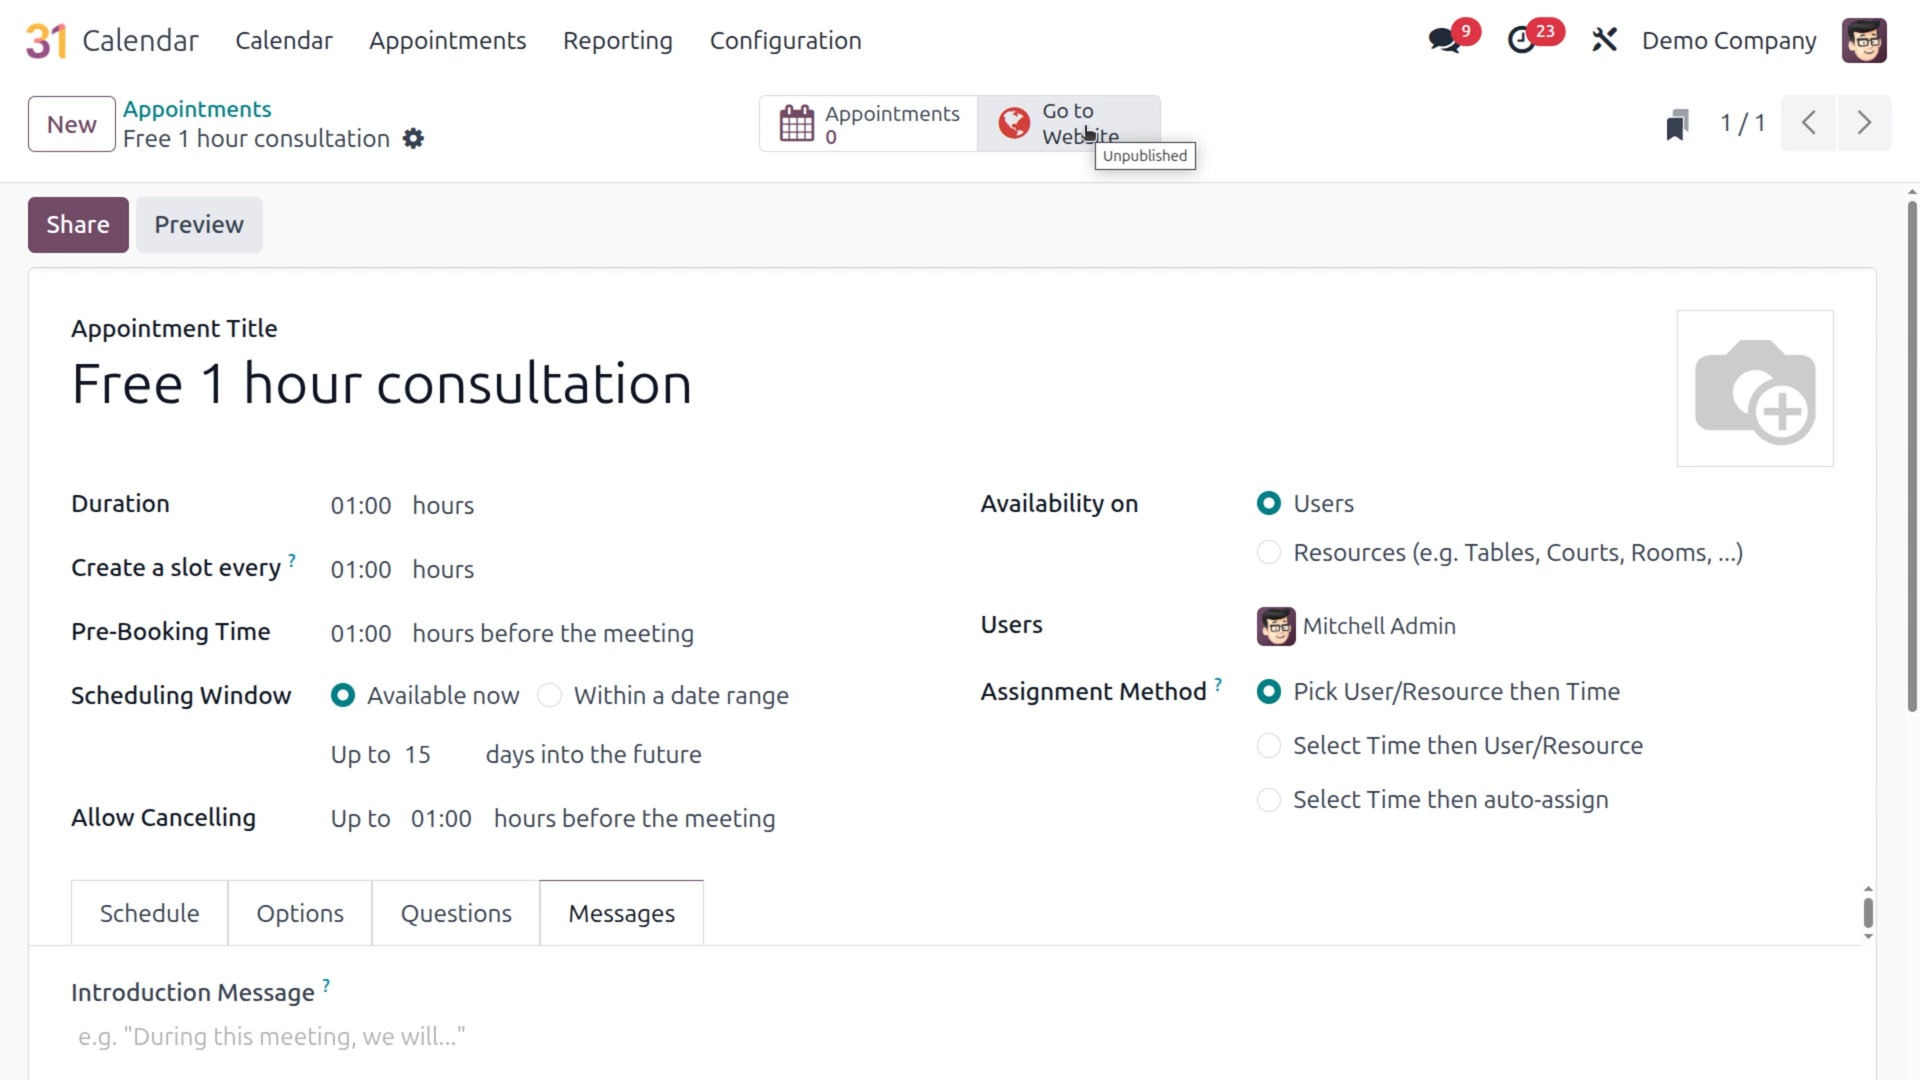 31 Calendar Calendar Appointments Reporting Configuration 9 23 Demo Company
New Appointments
Free 1 hour consultation
Appointments
0
Go to
Website
Unpublished
1 / 1
Share Preview
Appointment Title
Free 1 hour consultation
Duration 01:00 hours
Create a slot every ? 01:00 hours
Pre-Booking Time 01:00 hours before the meeting
Scheduling Window Available now Within a date range
Up to 15 days into the future
Allow Cancelling Up to 01:00 hours before the meeting
Availability on Users
Resources (e.g. Tables, Courts, Rooms, ...)
Users Mitchell Admin
Assignment Method ? Pick User/Resource then Time
Select Time then User/Resource
Select Time then auto-assign
Schedule Options Questions Messages
Introduction Message ?
e.g. "During this meeting, we will..."